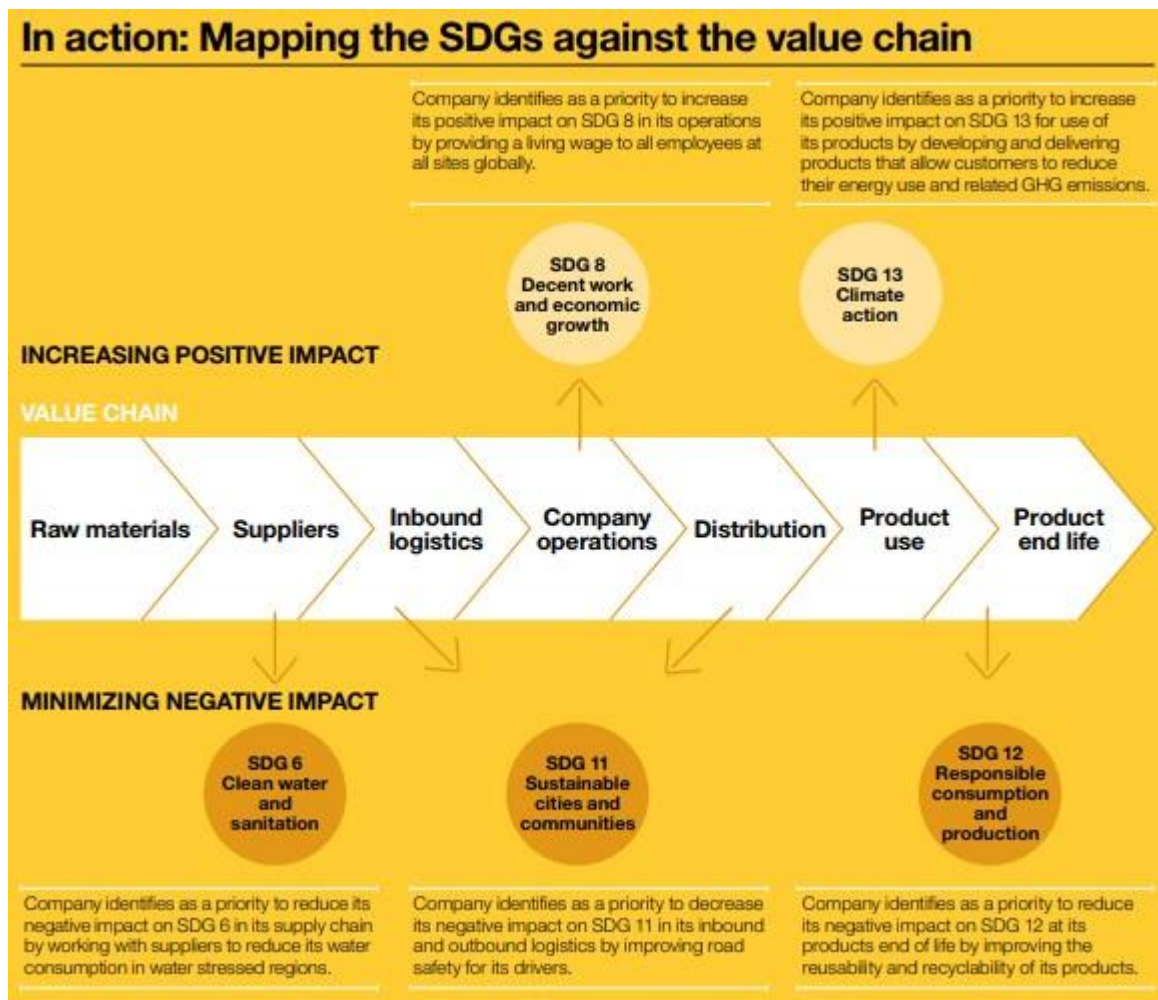 In action: Mapping the SDGs against the value chain
Company identifies as a priority to increase
its positive impact on SDG 8 in its operations
by providing a living wage to all employees at
all sites globally.
Company identifies as a priority to increase
its positive impact on SDG 13 for use of
its products by developing and delivering
products that allow customers to reduce
their energy use and related GHG emissions.
SDG 8
Decent work
and economic
growth
SDG 13
Climate
action
INCREASING POSITIVE IMPACT
VALUE CHAIN
Raw materials
Suppliers
Inbound
logistics
Company
operations
Distribution
Product
use
Product
end life
MINIMIZING NEGATIVE IMPACT
SDG 6
Clean water
and
sanitation
SDG 11
Sustainable
cities and
communities
SDG 12
Responsible
consumption
and
production
Company identifies as a priority to reduce its
negative impact on SDG 6 in its supply chain
by working with suppliers to reduce its water
consumption in water stressed regions.
Company identifies as a priority to decrease
its negative impact on SDG 11 in its inbound
and outbound logistics by improving road
safety for its drivers.
Company identifies as a priority to reduce
its negative impact on SDG 12 at its
products end of life by improving the
reusability and recyclability of its products.